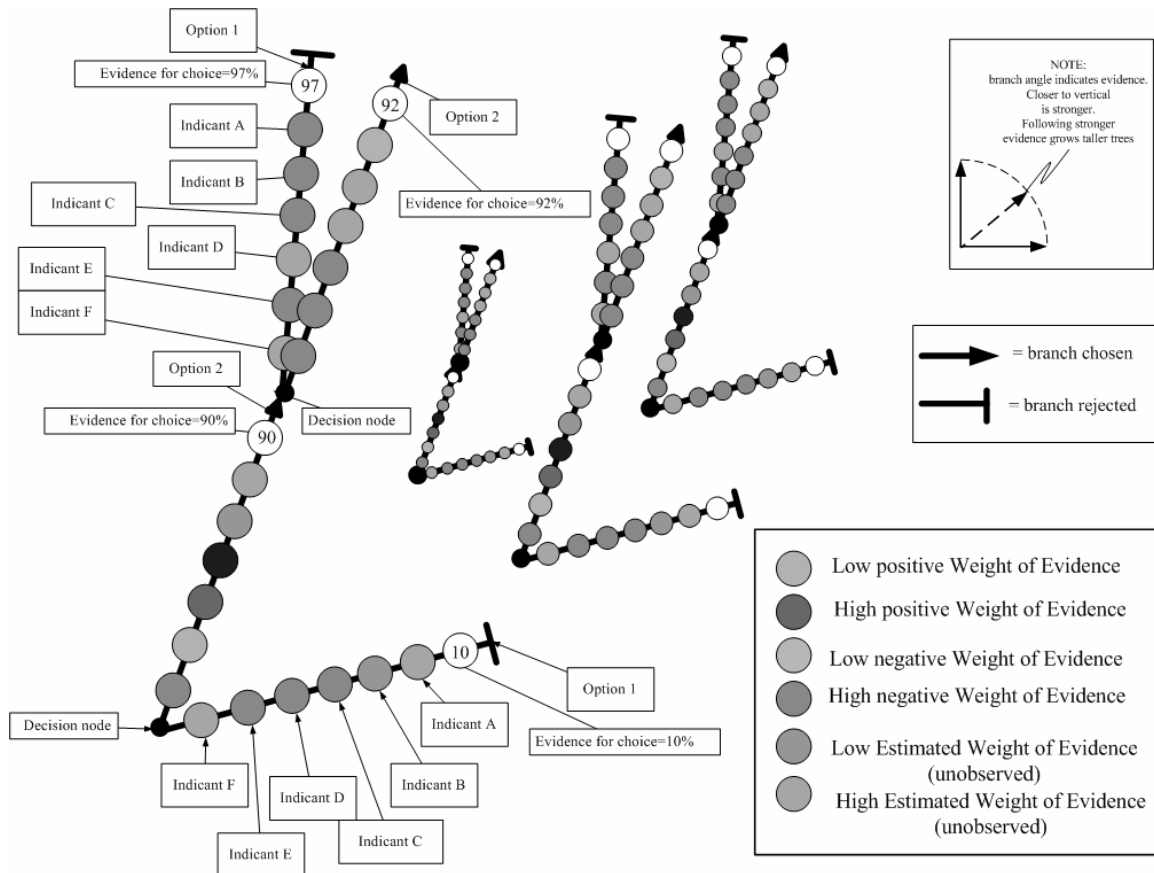 Option 1
Evidence for choice=97%
97
Indicant A
Indicant B
Indicant C
Indicant D
Indicant E
Indicant F
92
Option 2
Evidence for choice=92%
Option 2
Evidence for choice=90%
90
Decision node
Decision node
10
Option 1
Evidence for choice=10%
Indicant A
Indicant B
Indicant C
Indicant D
Indicant E
Indicant F
NOTE:
branch angle indicates evidence.
Closer to vertical
is stronger.
Following stronger
evidence grows taller trees
= branch chosen
= branch rejected
Low positive Weight of Evidence
High positive Weight of Evidence
Low negative Weight of Evidence
High negative Weight of Evidence
Low Estimated Weight of Evidence
(unobserved)
High Estimated Weight of Evidence
(unobserved)